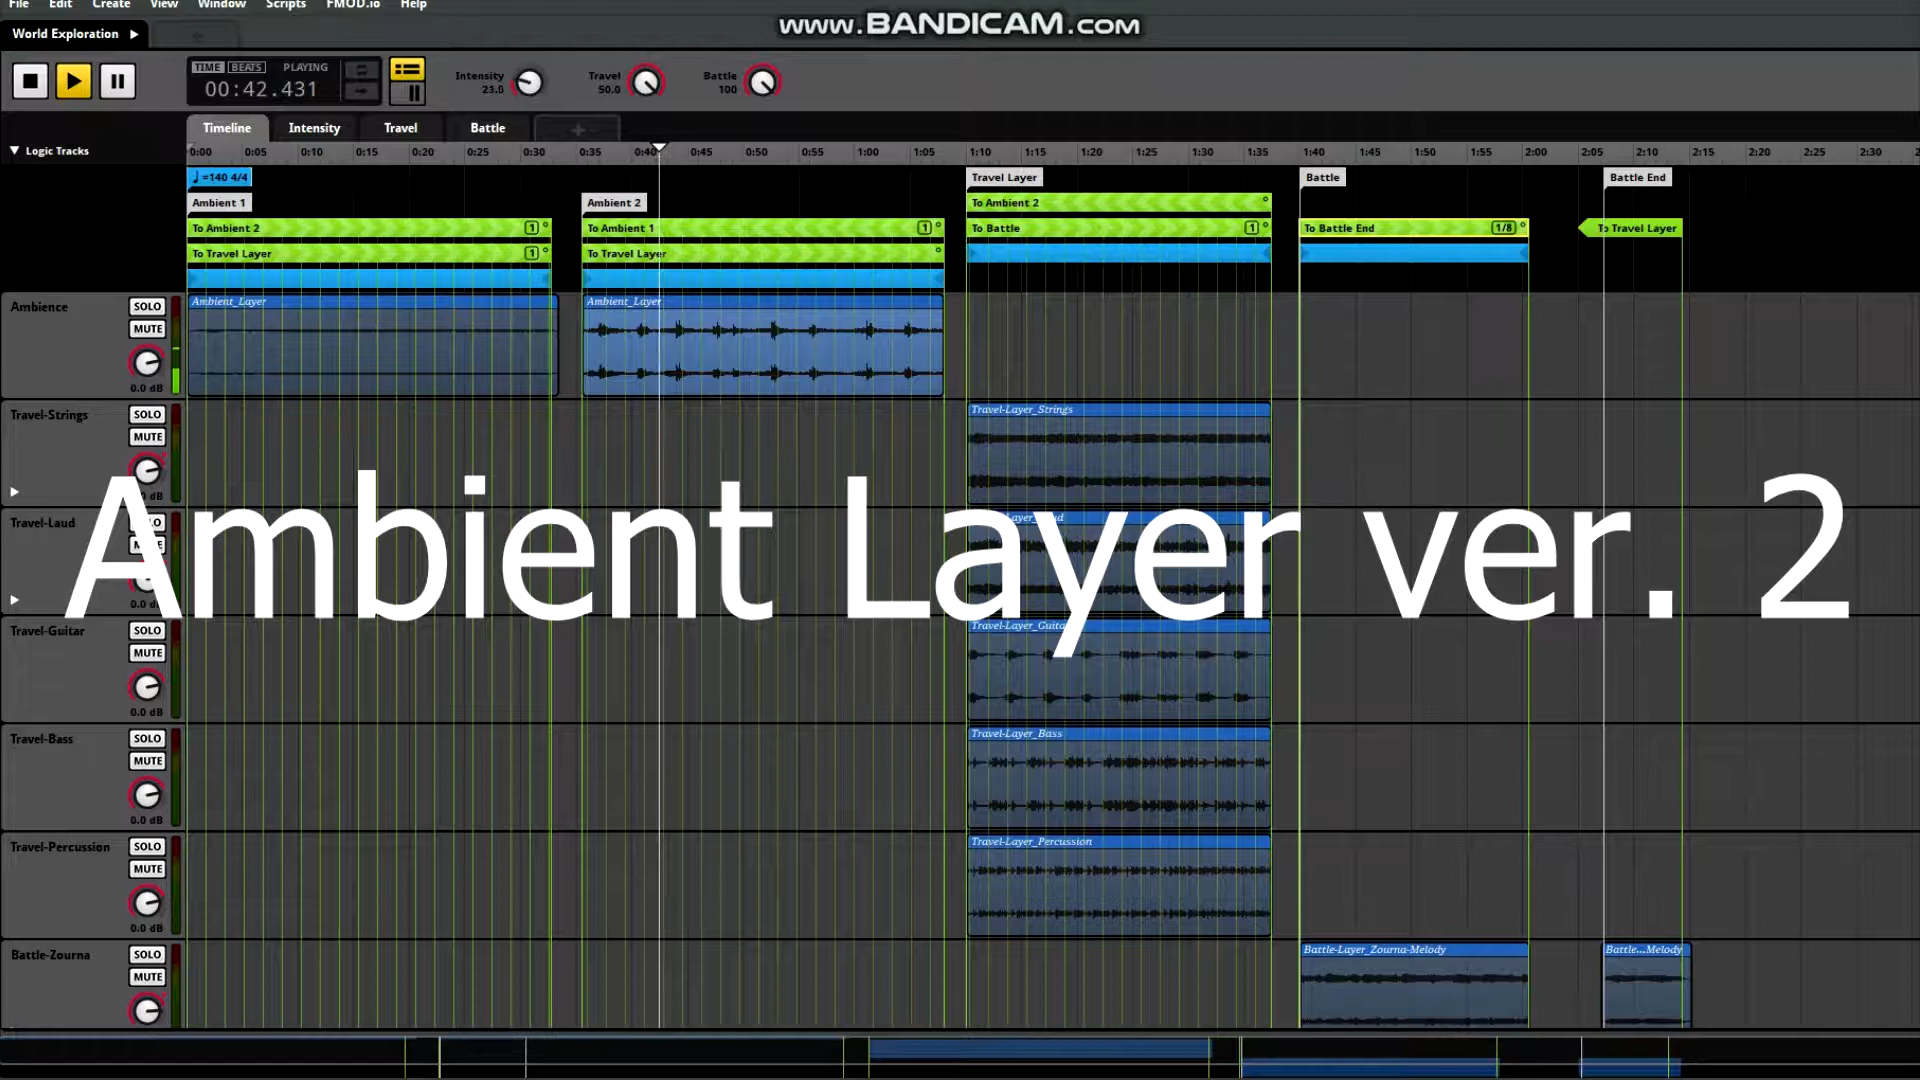 File Edit Create View Window Scripts FMOD.io Help
www.BANDICAM.com
World Exploration
TIME BEATS PLAYING
00:42.431
Intensity 23.0
Travel 50.0
Battle 100
Timeline Intensity Travel Battle
Logic Tracks
0:00 0:05 0:10 0:15 0:20 0:25 0:30 0:35 0:40 0:45 0:50 0:55 1:00 1:05 1:10 1:15 1:20 1:25 1:30 1:35 1:40 1:45 1:50 1:55 2:00 2:05 2:10 2:15 2:20 2:25 2:30
=140 4/4 Travel Layer Battle Battle End
Ambient 1 Ambient 2 To Ambient 2
To Ambient 2 1 To Ambient 1 1 To Battle 1 To Battle End 1/8 To Travel Layer
To Travel Layer 1 To Travel Layer
Ambience SOLO Ambient_Layer Ambient_Layer
MUTE
0.0 dB
Travel-Strings SOLO Travel-Layer_Strings
MUTE
dB
Travel-Laud
Ambient Layer ver. 2
0.0
Travel-Guitar SOLO
MUTE
0.0 dB
Travel-Bass SOLO Travel-Layer_Bass
MUTE
0.0 dB
Travel-Percussion SOLO Travel-Layer_Percussion
MUTE
0.0 dB
Battle-Zourna SOLO Battle-Layer_Zourna-Melody Battle...Melody
MUTE